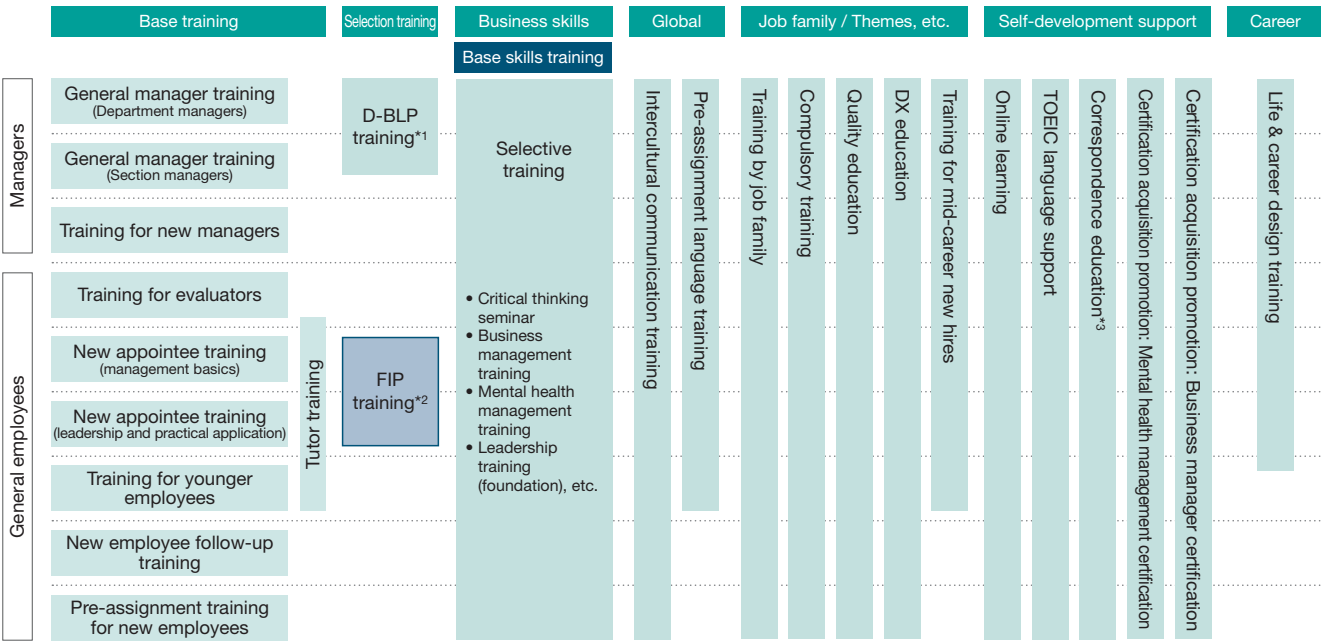 Base training
Selection training
Business skills
Global
Job family / Themes, etc.
Self-development support
Career
Base skills training
Managers
General manager training
(Department managers)
General manager training
(Section managers)
Training for new managers
General employees
Training for evaluators
New appointee training
(management basics)
New appointee training
(leadership and practical application)
Training for younger
employees
New employee follow-up
training
Pre-assignment training
for new employees
Tutor training
D-BLP
training*1
FIP
training*2
Selective
training
• Critical thinking
seminar
• Business
management
training
• Mental health
management
training
• Leadership
training
(foundation), etc.
Intercultural communication training
Pre-assignment language training
Training by job family
Compulsory training
Quality education
DX education
Training for mid-career new hires
Online learning
TOEIC language support
Correspondence education*3
Certification acquisition promotion: Mental health management certification
Certification acquisition promotion: Business manager certification
Life & career design training